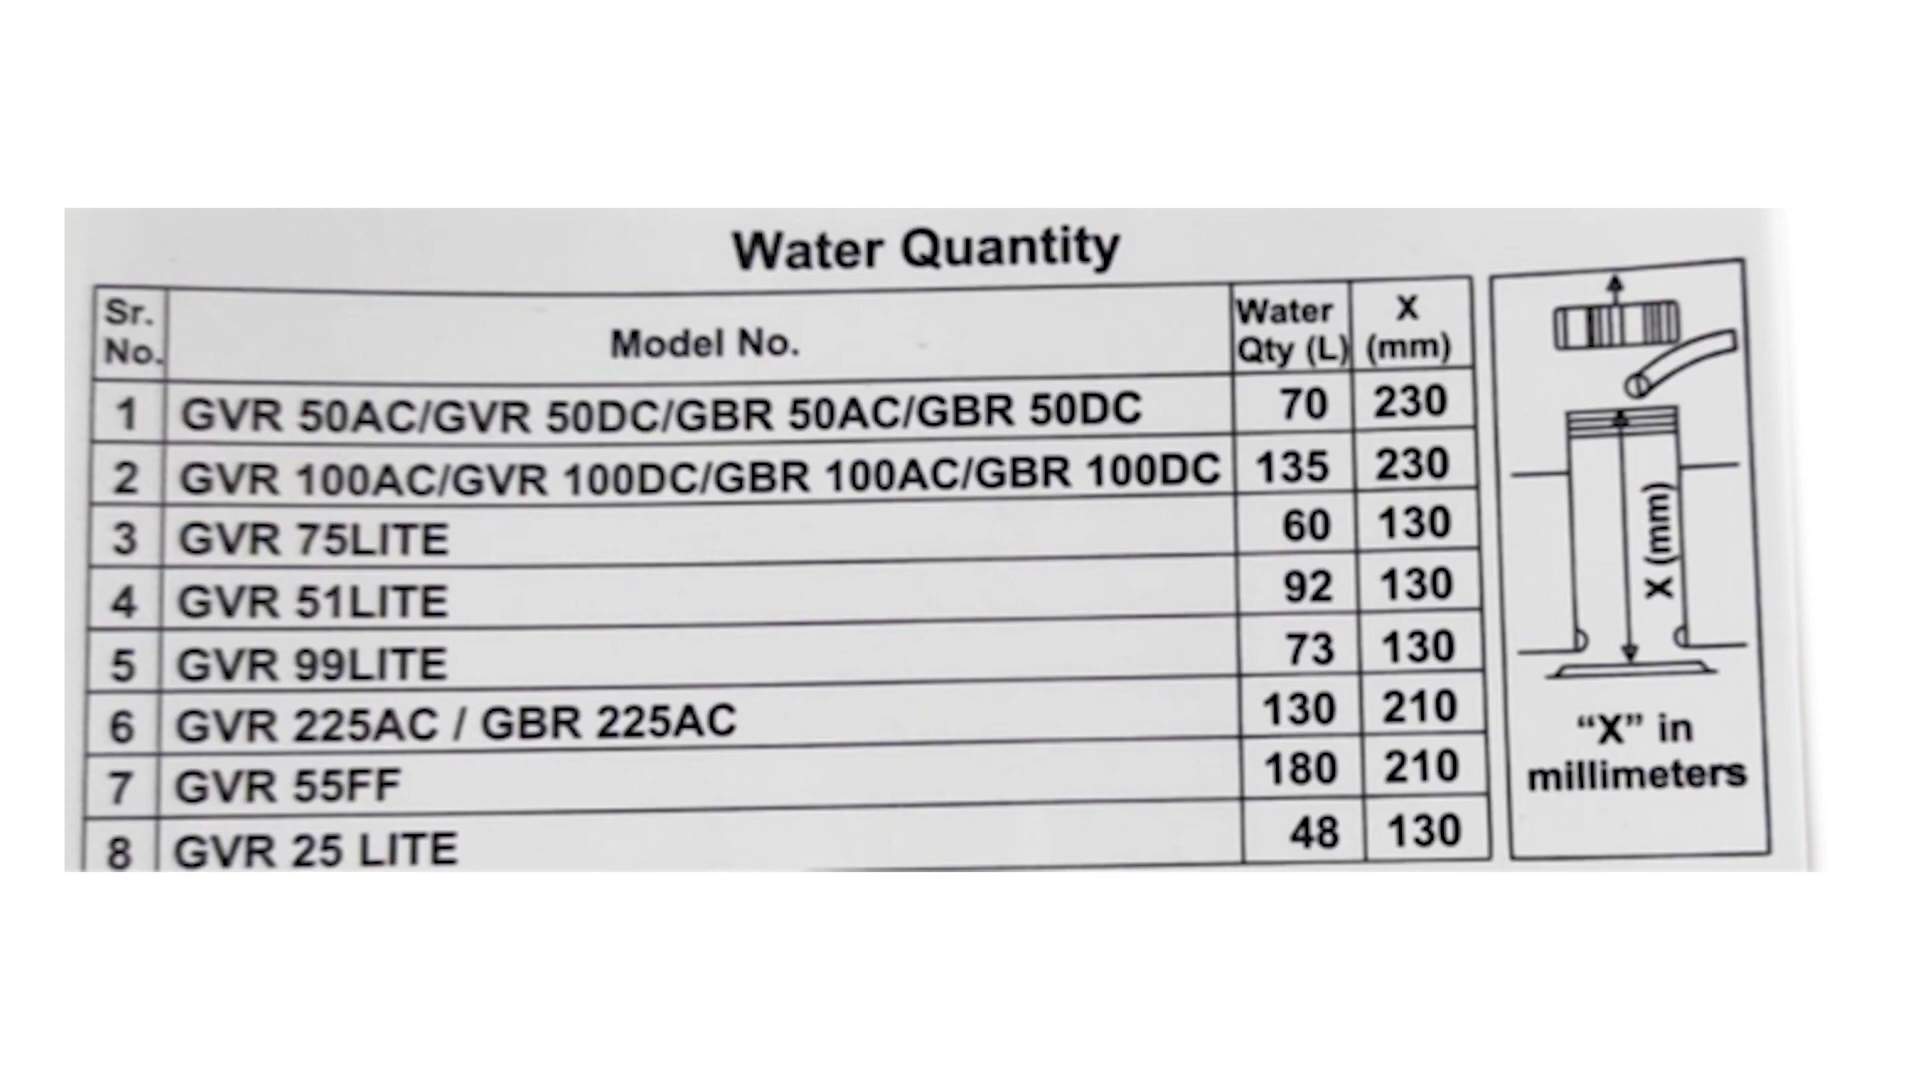 Water Quantity
Sr. No. Model No. Water Qty (L) X (mm)
1 GVR 50AC/GVR 50DC/GBR 50AC/GBR 50DC 70 230
2 GVR 100AC/GVR 100DC/GBR 100AC/GBR 100DC 135 230
3 GVR 75LITE 60 130
4 GVR 51LITE 92 130
5 GVR 99LITE 73 130
6 GVR 225AC / GBR 225AC 130 210
7 GVR 55FF 180 210
8 GVR 25 LITE 48 130
X (mm)
“X” in
millimeters